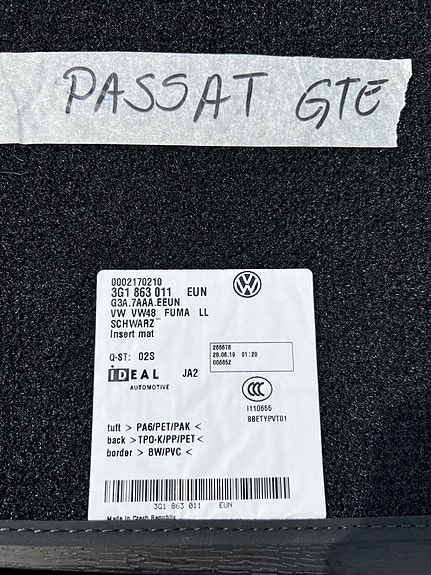 PASSAT GTE
0002170210
3G1 863 011 EUN
G3A.7AAA.EEUN
VW VW48_ FUMA LL
SCHWARZ
Insert mat
Q-ST: 02S
IDEAL JA2
AUTOMOTIVE
266676
28.06.19 01:20
006852
CCC
I110655
BBETYPVT01
tuft > PA6/PET/PAK <
back > TPO-K/PP/PET <
border > BW/PVC <
3G1 863 011 EUN
Made in Czech Republic